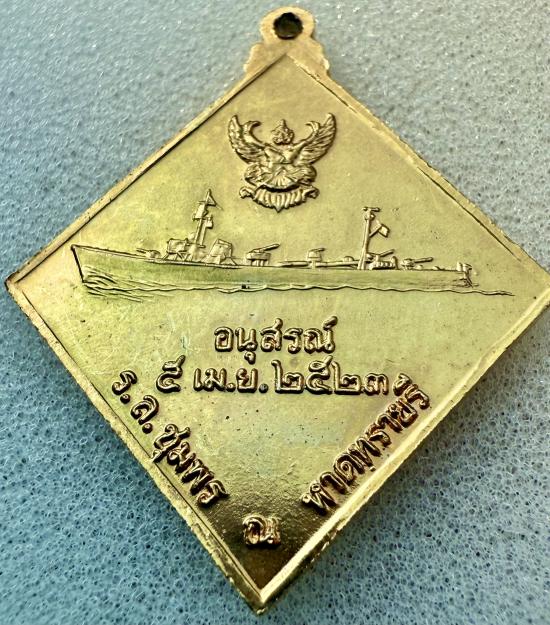 อนุสรณ์
๕ เม.ย. ๒๕๒๓
ร.ล.ชุมพร ณ หาดทรายรี